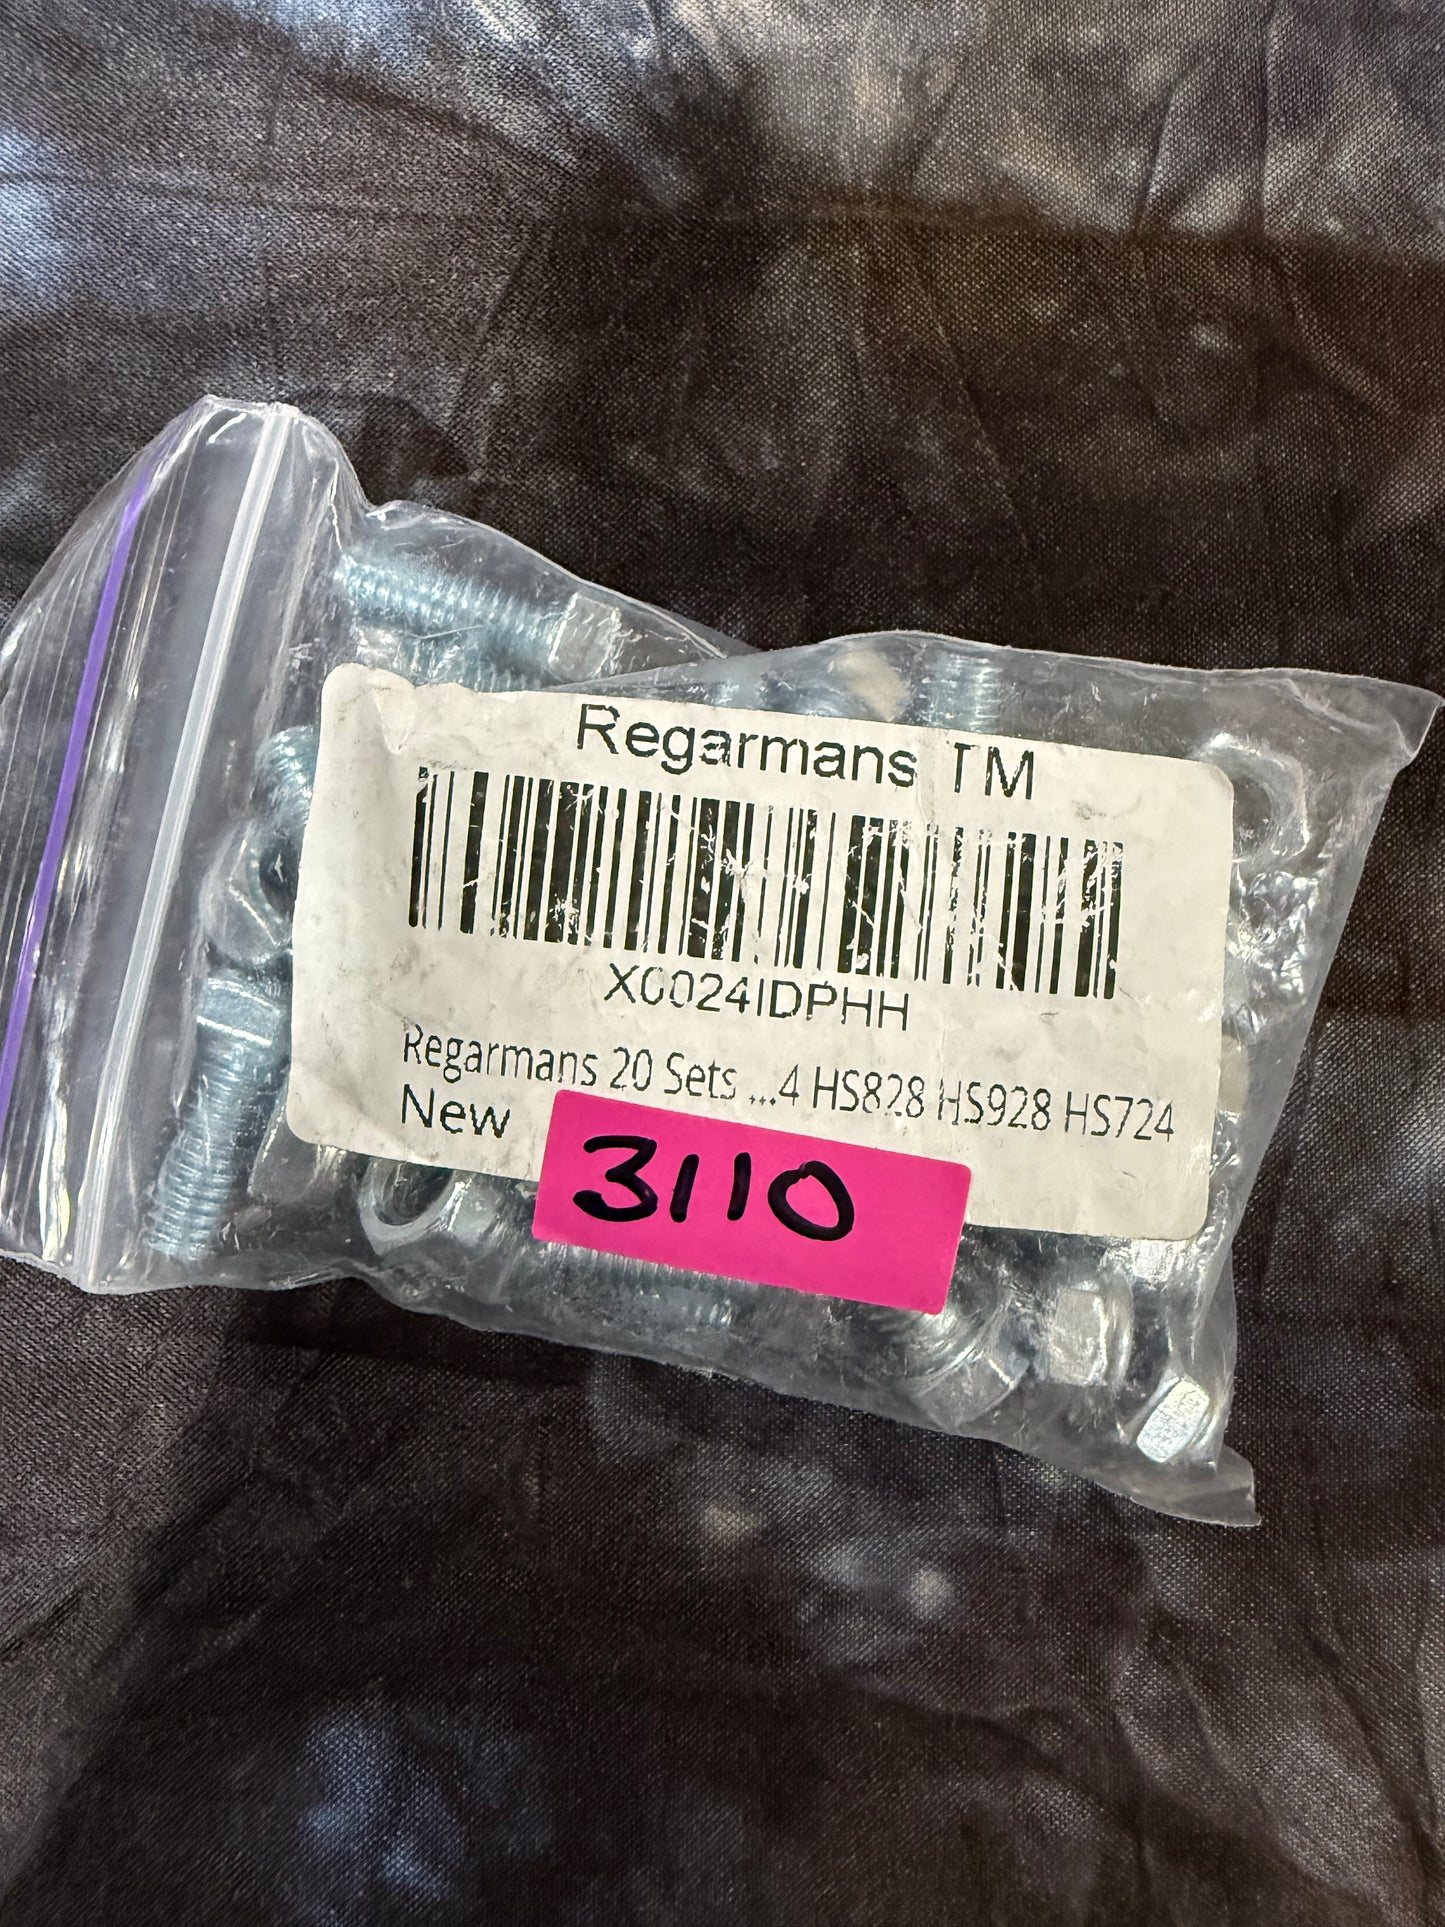 Regarmans TM
X0024IDPHH
Regarmans 20 Sets ...4 HS828 HS928 HS724
New
3110